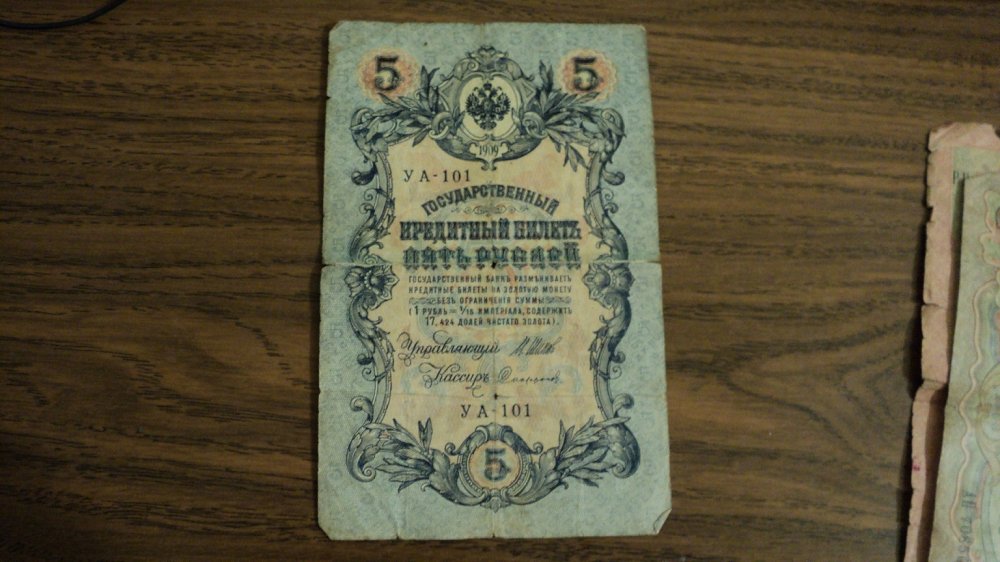 5 5
1909
УА-101
ГОСУДАРСТВЕННЫЙ
КРЕДИТНЫЙ БИЛЕТЪ
ПЯТЬ РУБЛЕЙ
ГОСУДАРСТВЕННЫЙ БАНКЪ РАЗМѢНИВАЕТЪ
КРЕДИТНЫЕ БИЛЕТЫ НА ЗОЛОТУЮ МОНЕТУ
БЕЗЪ ОГРАНИЧЕНІЯ СУММЫ
(1 РУБЛЬ = 1/15 ИМПЕРІАЛА, СОДЕРЖИТЪ
17,424 ДОЛЕЙ ЧИСТАГО ЗОЛОТА).
Управляющій
Кассиръ
УА-101
5